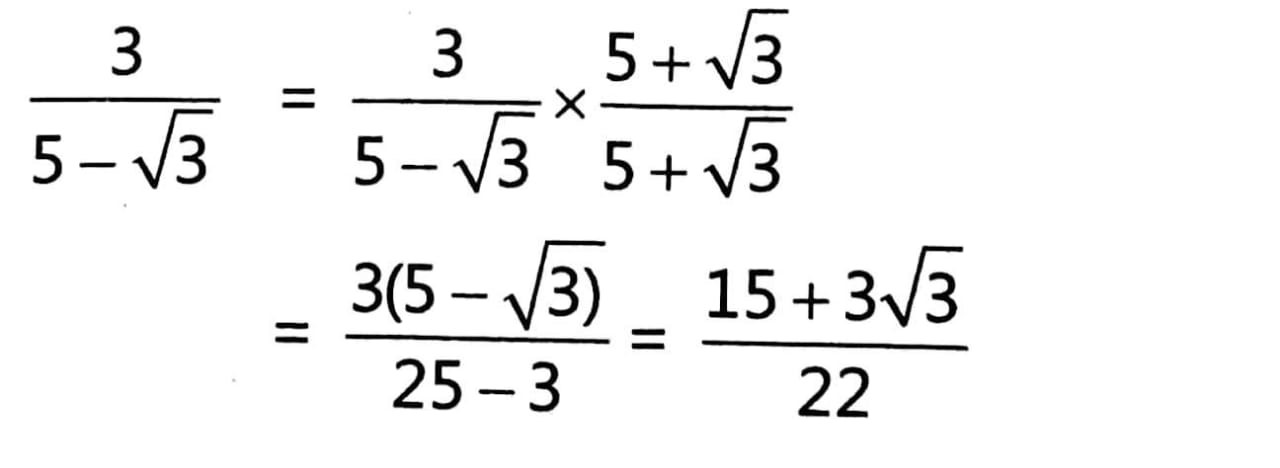 3/(5 − √3) = 3/(5 − √3) × (5 + √3)/(5 + √3)
= 3(5 − √3)/(25 − 3) = (15 + 3√3)/22